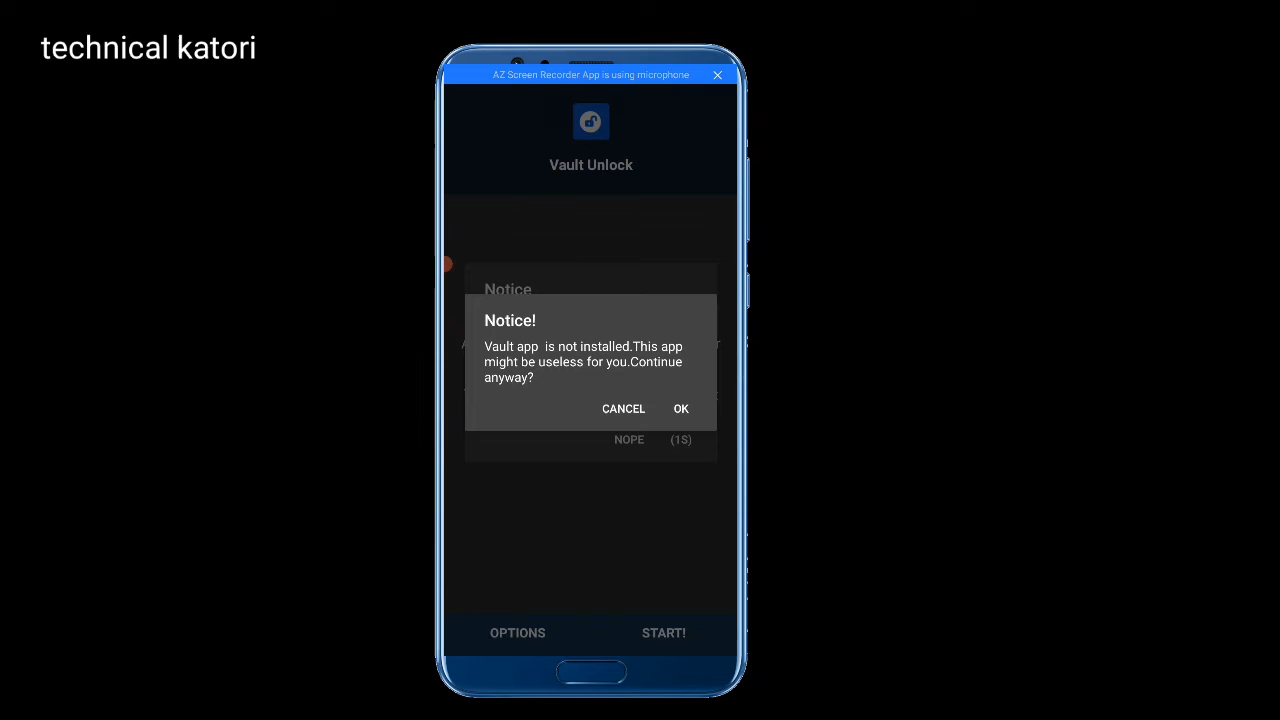 technical katori
AZ Screen Recorder App is using microphone
Vault Unlock
Notice
Notice!
Vault app  is not installed.This app
might be useless for you.Continue
anyway?
CANCEL OK
NOPE (1S)
OPTIONS START!